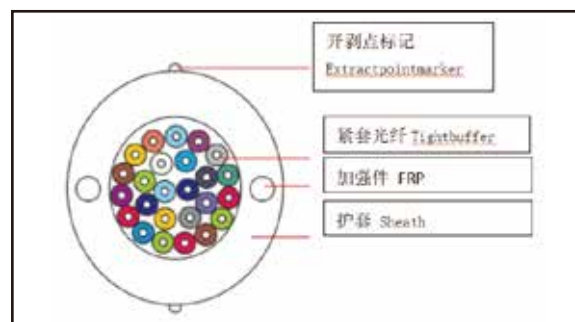 开剥点标记
Extractpointmarker
紧套光纤 Tightbuffer
加强件 FRP
护套 Sheath